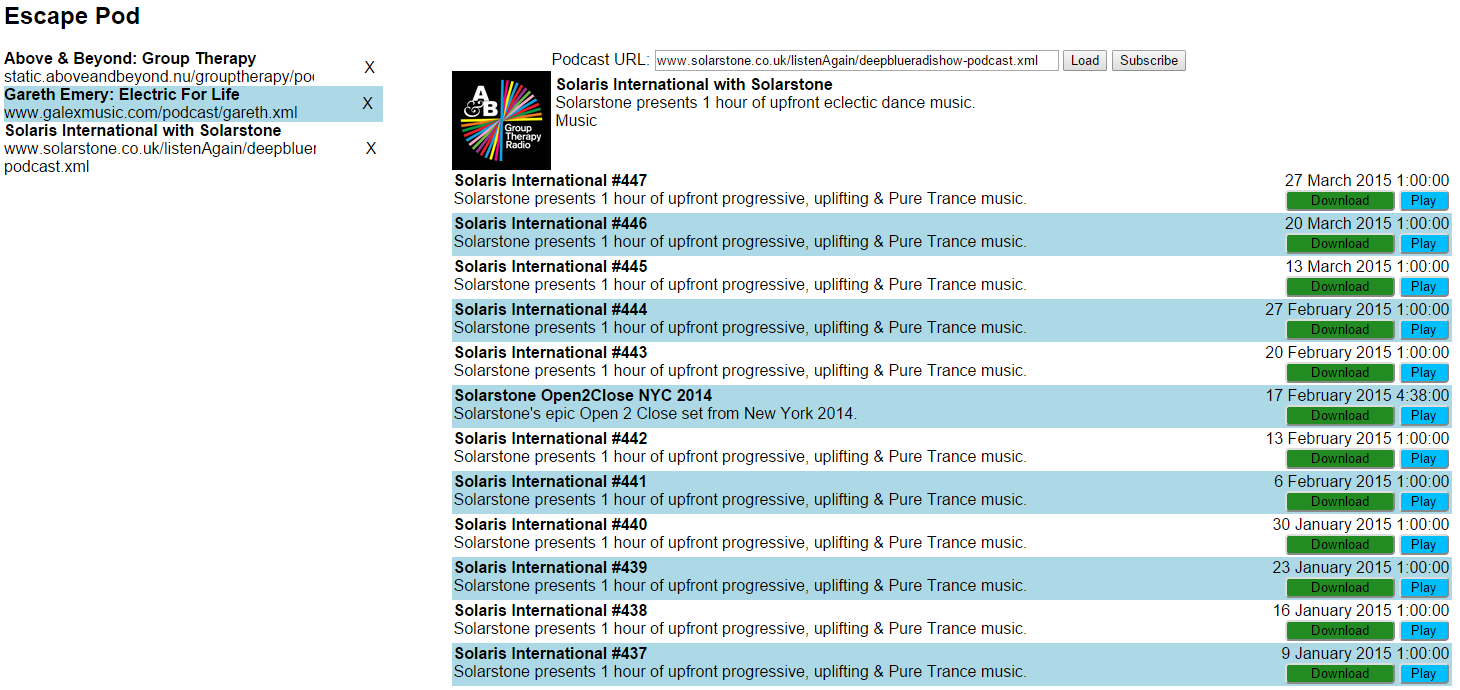 Escape Pod
Above & Beyond: Group Therapy
static.aboveandbeyond.nu/grouptherapy/po
X
Gareth Emery: Electric For Life
www.galexmusic.com/podcast/gareth.xml
X
Solaris International with Solarstone
www.solarstone.co.uk/listenAgain/deepbluer
podcast.xml
X
Podcast URL: www.solarstone.co.uk/listenAgain/deepblueradishow-podcast.xml Load Subscribe
A
&B
Group
Therapy
Radio
Solaris International with Solarstone
Solarstone presents 1 hour of upfront eclectic dance music.
Music
Solaris International #447 27 March 2015 1:00:00
Solarstone presents 1 hour of upfront progressive, uplifting & Pure Trance music. Download Play
Solaris International #446 20 March 2015 1:00:00
Solarstone presents 1 hour of upfront progressive, uplifting & Pure Trance music. Download Play
Solaris International #445 13 March 2015 1:00:00
Solarstone presents 1 hour of upfront progressive, uplifting & Pure Trance music. Download Play
Solaris International #444 27 February 2015 1:00:00
Solarstone presents 1 hour of upfront progressive, uplifting & Pure Trance music. Download Play
Solaris International #443 20 February 2015 1:00:00
Solarstone presents 1 hour of upfront progressive, uplifting & Pure Trance music. Download Play
Solarstone Open2Close NYC 2014 17 February 2015 4:38:00
Solarstone's epic Open 2 Close set from New York 2014. Download Play
Solaris International #442 13 February 2015 1:00:00
Solarstone presents 1 hour of upfront progressive, uplifting & Pure Trance music. Download Play
Solaris International #441 6 February 2015 1:00:00
Solarstone presents 1 hour of upfront progressive, uplifting & Pure Trance music. Download Play
Solaris International #440 30 January 2015 1:00:00
Solarstone presents 1 hour of upfront progressive, uplifting & Pure Trance music. Download Play
Solaris International #439 23 January 2015 1:00:00
Solarstone presents 1 hour of upfront progressive, uplifting & Pure Trance music. Download Play
Solaris International #438 16 January 2015 1:00:00
Solarstone presents 1 hour of upfront progressive, uplifting & Pure Trance music. Download Play
Solaris International #437 9 January 2015 1:00:00
Solarstone presents 1 hour of upfront progressive, uplifting & Pure Trance music. Download Play